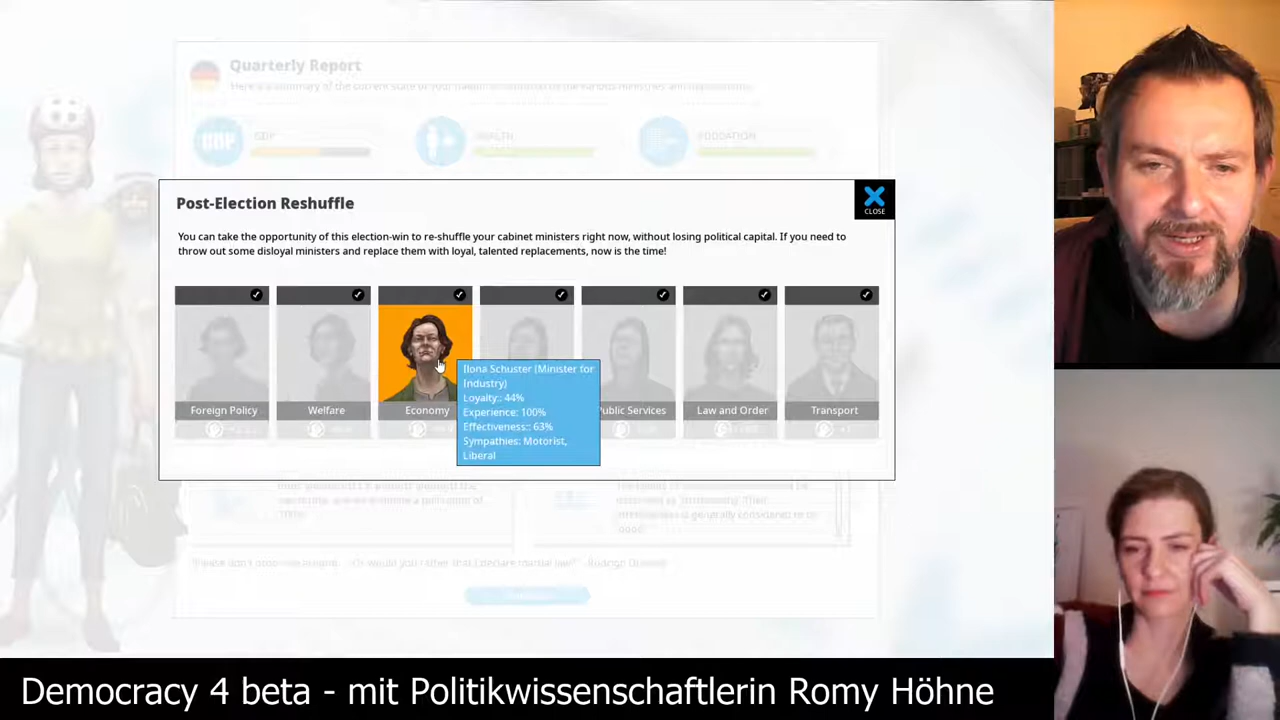 Quarterly Report
GDP
HEALTH
EDUCATION
Post-Election Reshuffle
CLOSE
You can take the opportunity of this election-win to re-shuffle your cabinet ministers right now, without losing political capital. If you need to
throw out some disloyal ministers and replace them with loyal, talented replacements, now is the time!
Foreign Policy
Welfare
Economy
Public Services
Law and Order
Transport
Ilona Schuster (Minister for
Industry)
Loyalty:: 44%
Experience: 100%
Effectiveness:: 63%
Sympathies: Motorist,
Liberal
Democracy 4 beta - mit Politikwissenschaftlerin Romy Höhne